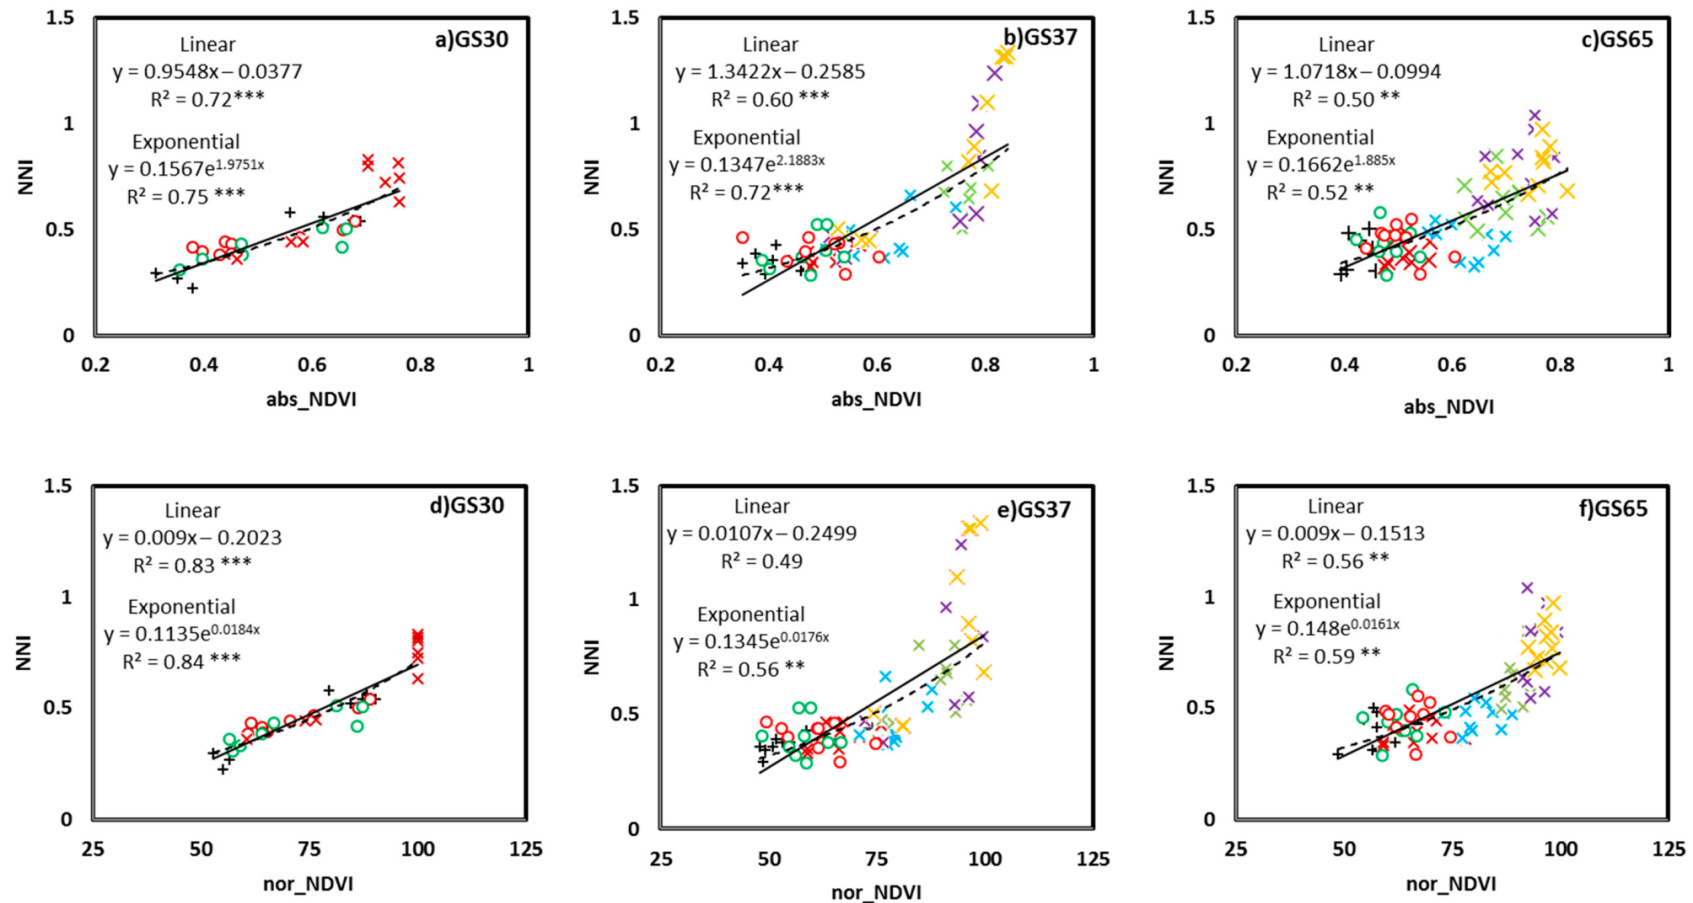 1.5
a)GS30
Linear
y = 0.9548x – 0.0377
R² = 0.72***
1
Exponential
y = 0.1567e^1.9751x
R² = 0.75 ***
NNI
0.5
0
0.2 0.4 0.6 0.8 1
abs_NDVI
1.5
b)GS37
Linear
y = 1.3422x – 0.2585
R² = 0.60 ***
1
Exponential
y = 0.1347e^2.1883x
R² = 0.72***
NNI
0.5
0
0.2 0.4 0.6 0.8 1
abs_NDVI
1.5
c)GS65
Linear
y = 1.0718x – 0.0994
R² = 0.50 **
1
Exponential
y = 0.1662e^1.885x
R² = 0.52 **
NNI
0.5
0
0.2 0.4 0.6 0.8 1
abs_NDVI
1.5
d)GS30
Linear
y = 0.009x – 0.2023
R² = 0.83 ***
1
Exponential
y = 0.1135e^0.0184x
R² = 0.84 ***
NNI
0.5
0
25 50 75 100 125
nor_NDVI
1.5
e)GS37
Linear
y = 0.0107x – 0.2499
R² = 0.49
1
Exponential
y = 0.1345e^0.0176x
R² = 0.56 **
NNI
0.5
0
25 50 75 100 125
nor_NDVI
1.5
f)GS65
Linear
y = 0.009x – 0.1513
R² = 0.56 **
1
Exponential
y = 0.148e^0.0161x
R² = 0.59 **
NNI
0.5
0
25 50 75 100 125
nor_NDVI